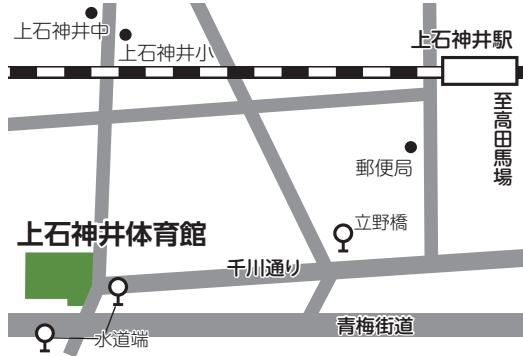 上石神井中
上石神井小
上石神井駅
至高田馬場
郵便局
立野橋
上石神井体育館
千川通り
青梅街道
水道端